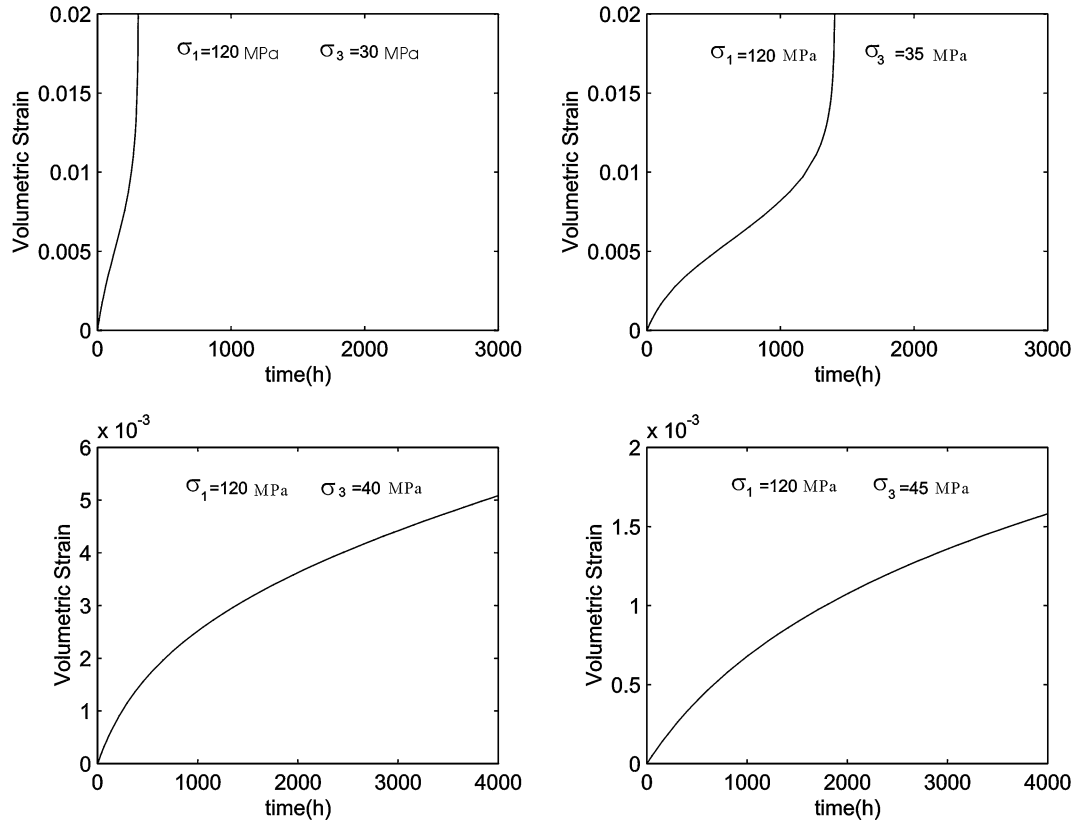 0.02
0.015
0.01
0.005
0
Volumetric Strain
σ1=120 MPa σ3=30 MPa
0 1000 2000 3000
time(h)
0.02
0.015
0.01
0.005
0
Volumetric Strain
σ1=120 MPa σ3 =35 MPa
0 1000 2000 3000
time(h)
x 10-3
6
5
4
3
2
1
0
Volumetric Strain
σ1=120 MPa σ3=40 MPa
0 1000 2000 3000 4000
time(h)
x 10-3
2
1.5
1
0.5
0
Volumetric Strain
σ1 =120 MPa σ3=45 MPa
0 1000 2000 3000 4000
time(h)